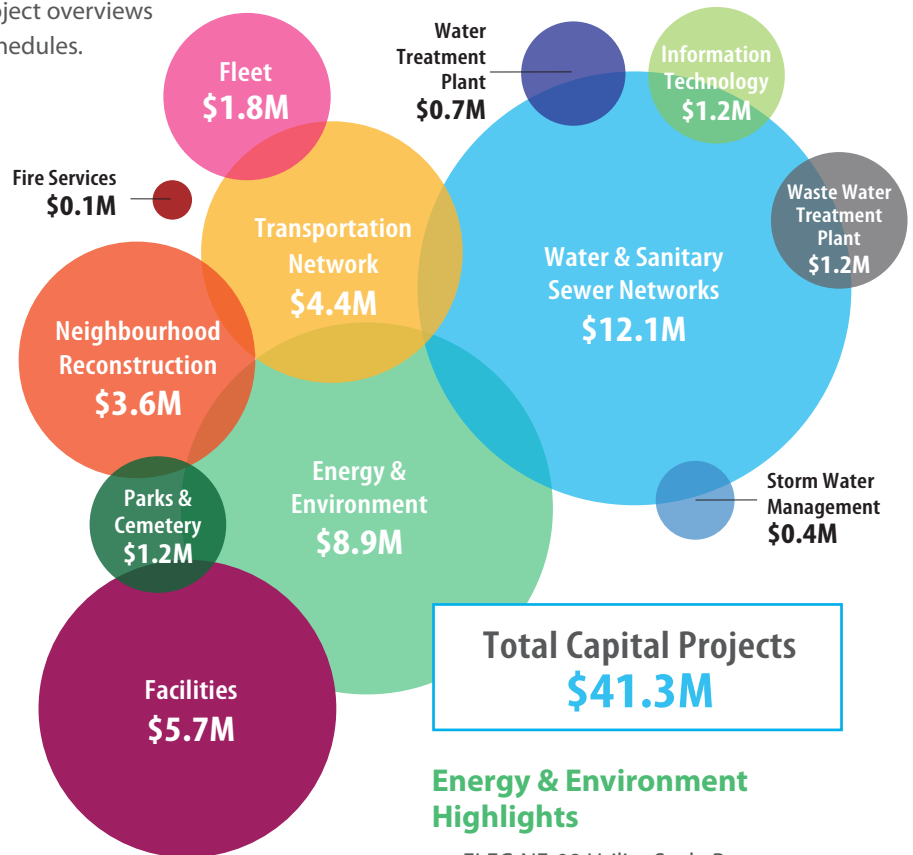 overviews
Fleet
$1.8M
Water
Treatment
Plant
$0.7M
Information
Technology
$1.2M
Fire Services
$0.1M
Transportation
Network
$4.4M
Water & Sanitary
Sewer Networks
$12.1M
Waste Water
Treatment
Plant
$1.2M
Neighbourhood
Reconstruction
$3.6M
Energy &
Environment
$8.9M
Parks &
Cemetery
$1.2M
Storm Water
Management
$0.4M
Facilities
$5.7M
Total Capital Projects
$41.3M
Energy & Environment
Highlights